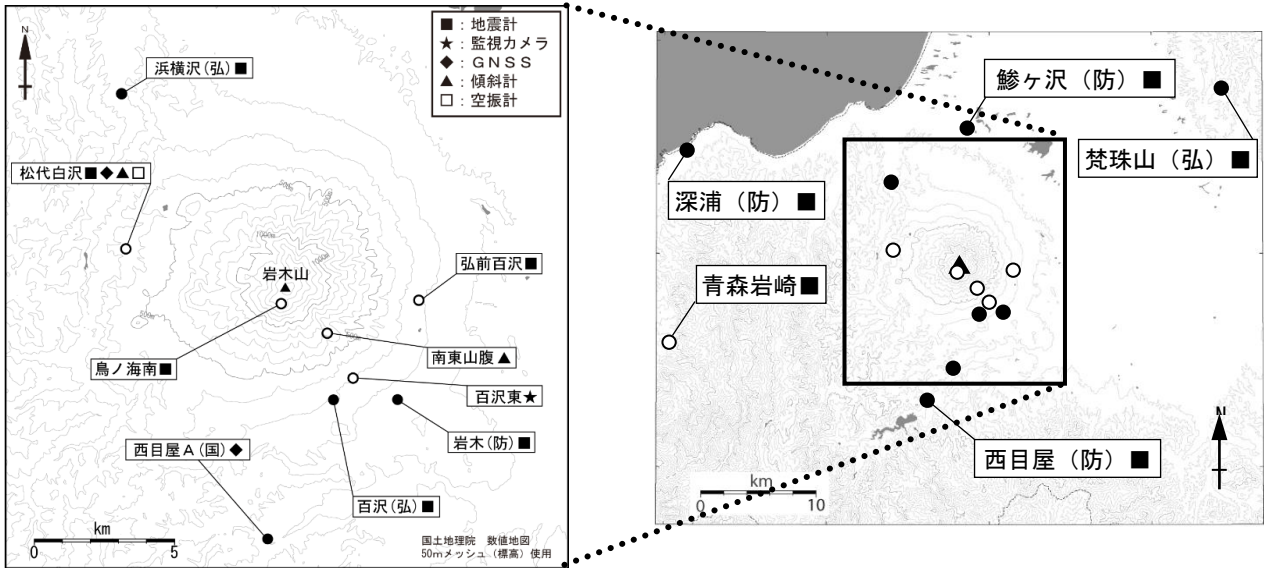 N
■：地震計
★：監視カメラ
◆：ＧＮＳＳ
▲：傾斜計
□：空振計
浜横沢(弘)■
松代白沢■◆▲□
500m
1000m
1000m
岩木山
弘前百沢■
500m
500m
南東山腹▲
鳥ノ海南■
百沢東★
岩木(防)■
西目屋Ａ(国)◆
百沢(弘)■
km
0 5
国土地理院 数値地図
50mメッシュ（標高）使用
鰺ヶ沢（防）■
梵珠山（弘）■
深浦（防）■
青森岩崎■
西目屋（防）■
km
0 10
N